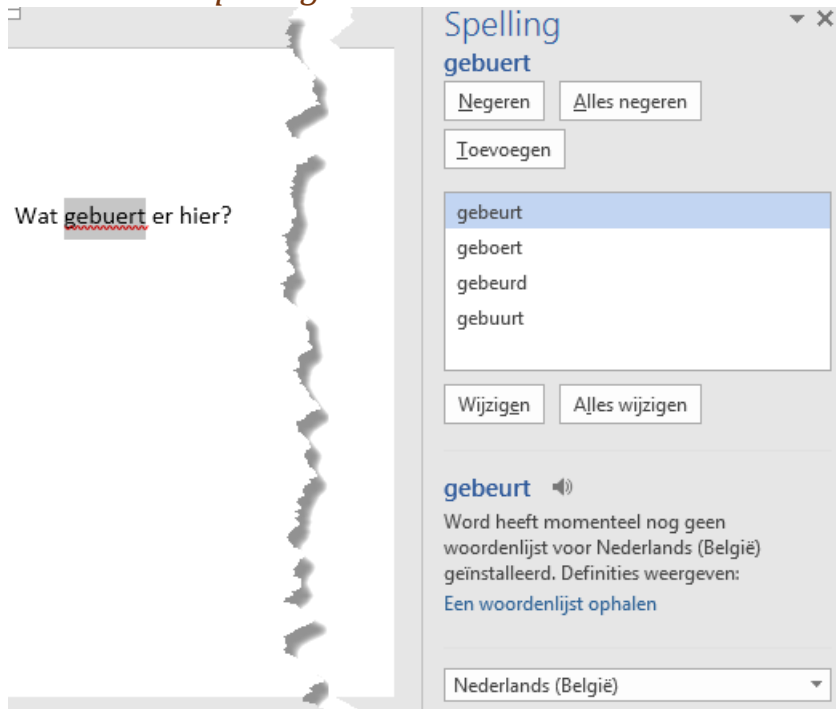 Wat gebuert er hier?
Spelling
gebuert
Negeren Alles negeren
Toevoegen
gebeurt
geboert
gebeurd
gebuurt
Wijzigen Alles wijzigen
gebeurt
Word heeft momenteel nog geen
woordenlijst voor Nederlands (België)
geïnstalleerd. Definities weergeven:
Een woordenlijst ophalen
Nederlands (België)